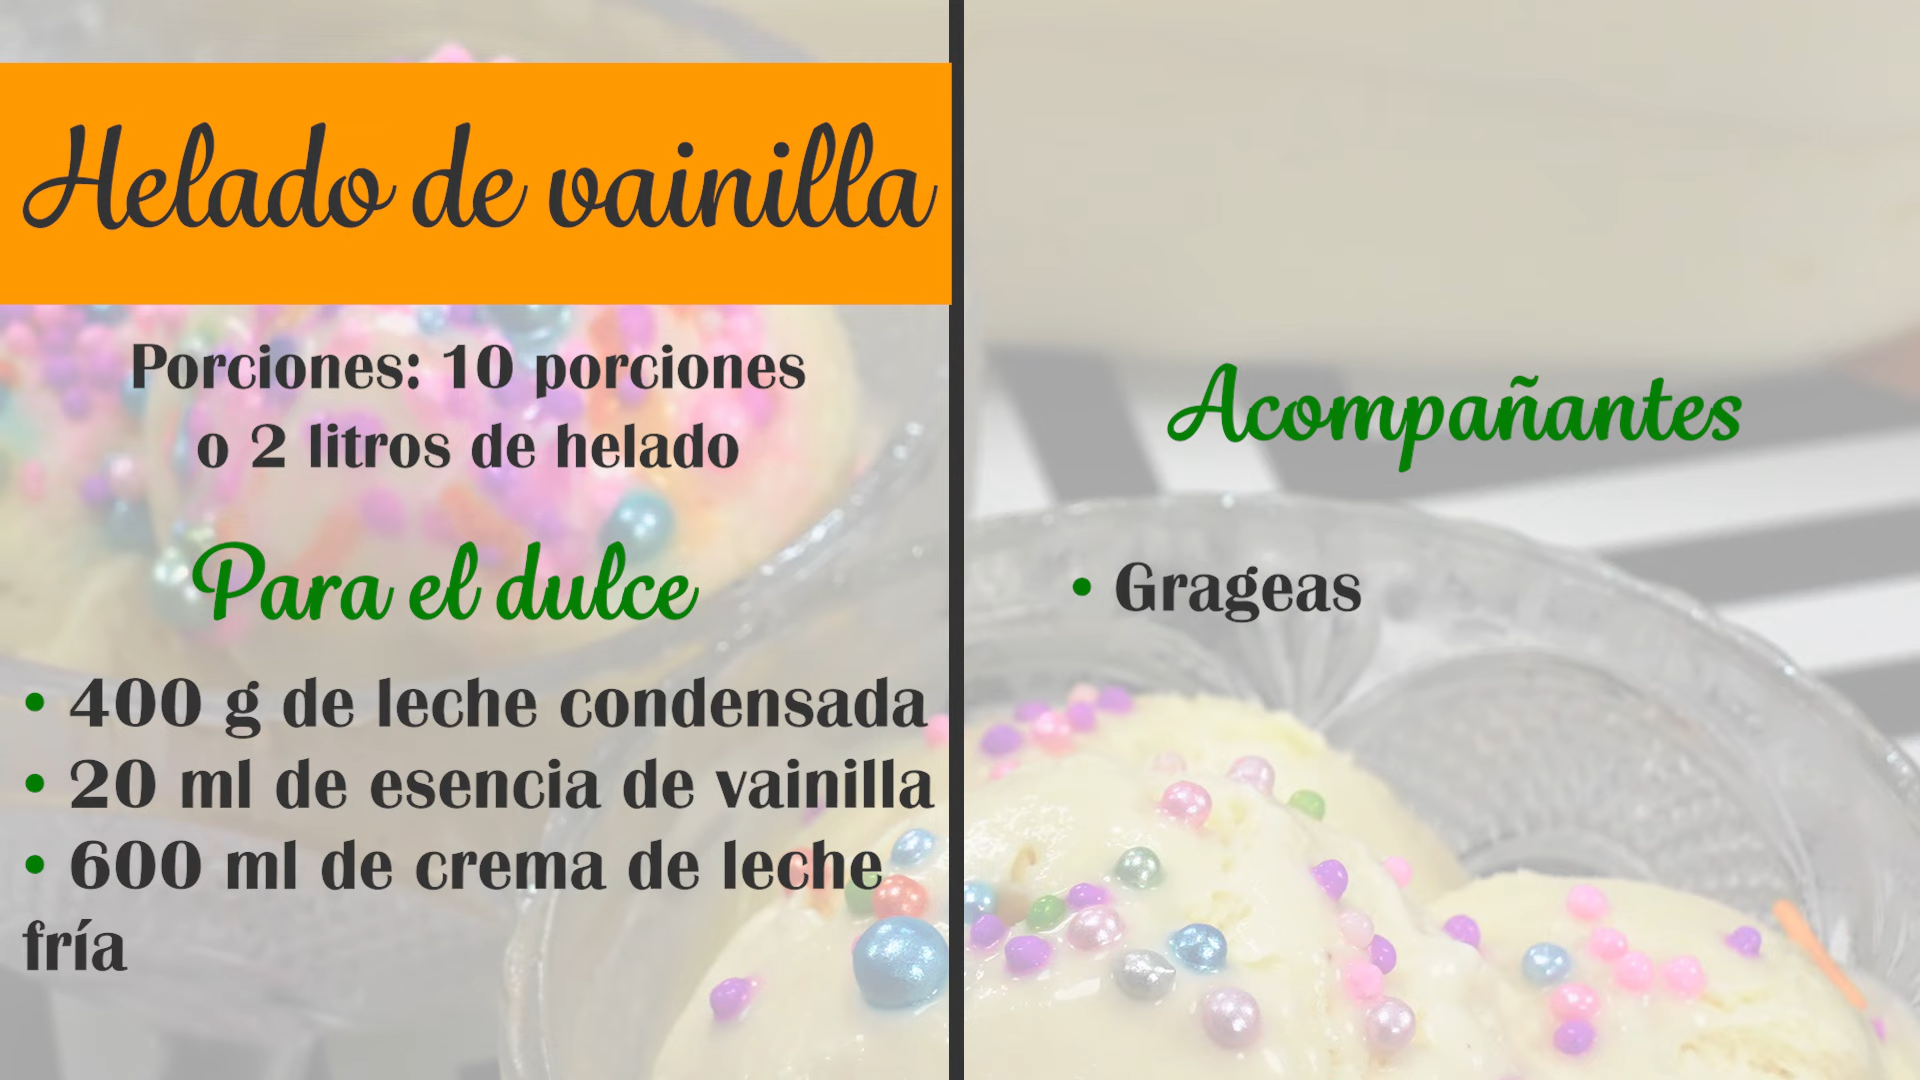 Helado de vainilla
Porciones: 10 porciones
o 2 litros de helado
Para el dulce
• 400 g de leche condensada
• 20 ml de esencia de vainilla
• 600 ml de crema de leche
fría
Acompañantes
• Grageas